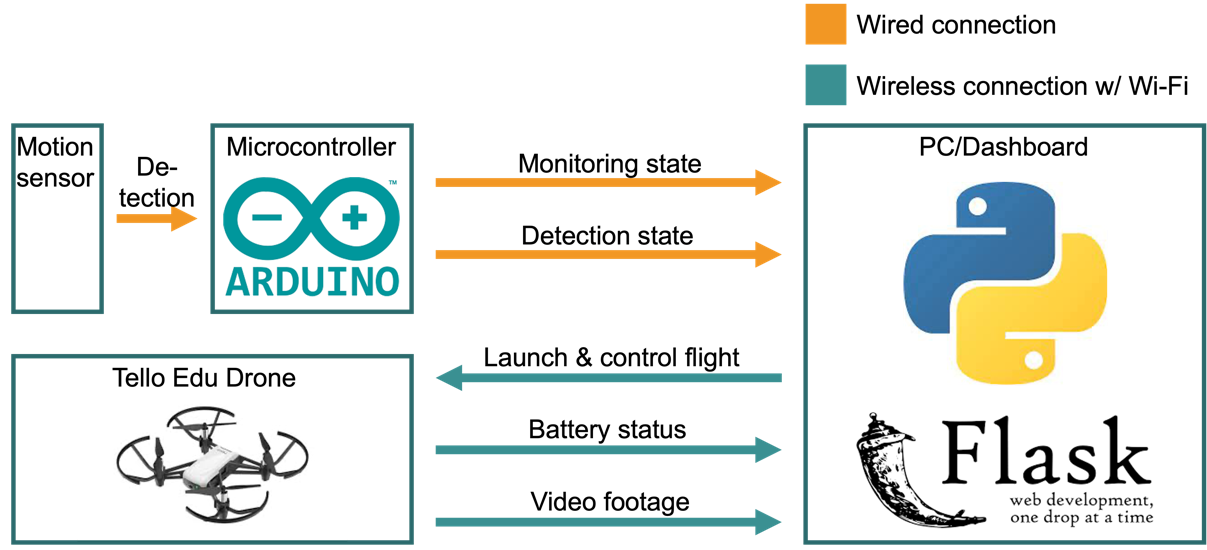 Wired connection
Wireless connection w/ Wi-Fi
Motion
sensor
De-
tection
Microcontroller
™
ARDUINO
Monitoring state
Detection state
PC/Dashboard
Tello Edu Drone
Launch & control flight
Battery status
Video footage
Flask
web development,
one drop at a time